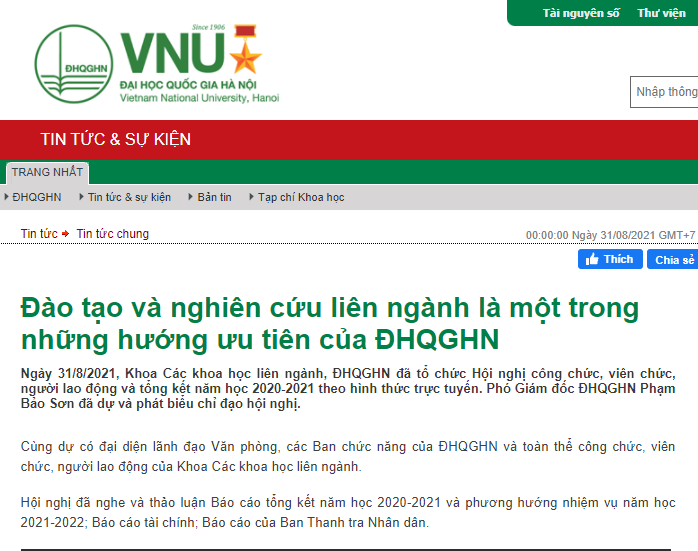 Tài nguyên số Thư viện
Since 1906
VNU
ĐHQGHN
ĐẠI HỌC QUỐC GIA HÀ NỘI
Vietnam National University, Hanoi
Nhập thông
TIN TỨC & SỰ KIỆN
TRANG NHẤT
ĐHQGHN Tin tức & sự kiện Bản tin Tạp chí Khoa học
Tin tức Tin tức chung 00:00:00 Ngày 31/08/2021 GMT+7
Thích Chia sẻ
Đào tạo và nghiên cứu liên ngành là một trong
những hướng ưu tiên của ĐHQGHN
Ngày 31/8/2021, Khoa Các khoa học liên ngành, ĐHQGHN đã tổ chức Hội nghị công chức, viên chức,
người lao động và tổng kết năm học 2020-2021 theo hình thức trực tuyến. Phó Giám đốc ĐHQGHN Phạm
Bảo Sơn đã dự và phát biểu chỉ đạo hội nghị.
Cùng dự có đại diện lãnh đạo Văn phòng, các Ban chức năng của ĐHQGHN và toàn thể công chức, viên
chức, người lao động của Khoa Các khoa học liên ngành.
Hội nghị đã nghe và thảo luận Báo cáo tổng kết năm học 2020-2021 và phương hướng nhiệm vụ năm học
2021-2022; Báo cáo tài chính; Báo cáo của Ban Thanh tra Nhân dân.